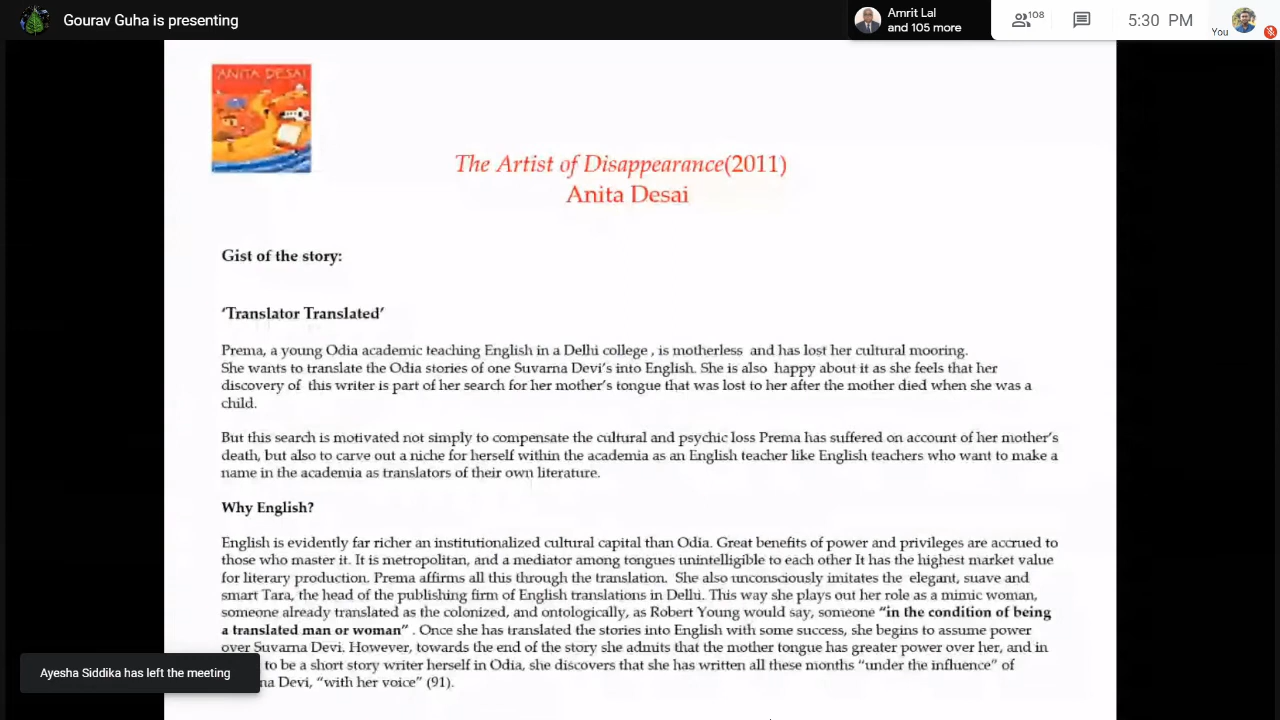 Gourav Guha is presenting
Amrit Lal
and 105 more
108
5:30 PM
You
ANITA DESAI
The Artist of Disappearance(2011)
Anita Desai
Gist of the story:
‘Translator Translated’
Prema, a young Odia academic teaching English in a Delhi college , is motherless and has lost her cultural mooring.
She wants to translate the Odia stories of one Suvarna Devi’s into English. She is also happy about it as she feels that her
discovery of this writer is part of her search for her mother’s tongue that was lost to her after the mother died when she was a
child.
But this search is motivated not simply to compensate the cultural and psychic loss Prema has suffered on account of her mother’s
death, but also to carve out a niche for herself within the academia as an English teacher like English teachers who want to make a
name in the academia as translators of their own literature.
Why English?
English is evidently far richer an institutionalized cultural capital than Odia. Great benefits of power and privileges are accrued to
those who master it. It is metropolitan, and a mediator among tongues unintelligible to each other It has the highest market value
for literary production. Prema affirms all this through the translation. She also unconsciously imitates the elegant, suave and
smart Tara, the head of the publishing firm of English translations in Delhi. This way she plays out her role as a mimic woman,
someone already translated as the colonized, and ontologically, as Robert Young would say, someone “in the condition of being
a translated man or woman” . Once she has translated the stories into English with some success, she begins to assume power
over Suvarna Devi. However, towards the end of the story she admits that the mother tongue has greater power over her, and in
to be a short story writer herself in Odia, she discovers that she has written all these months “under the influence” of
na Devi, “with her voice” (91).
Ayesha Siddika has left the meeting